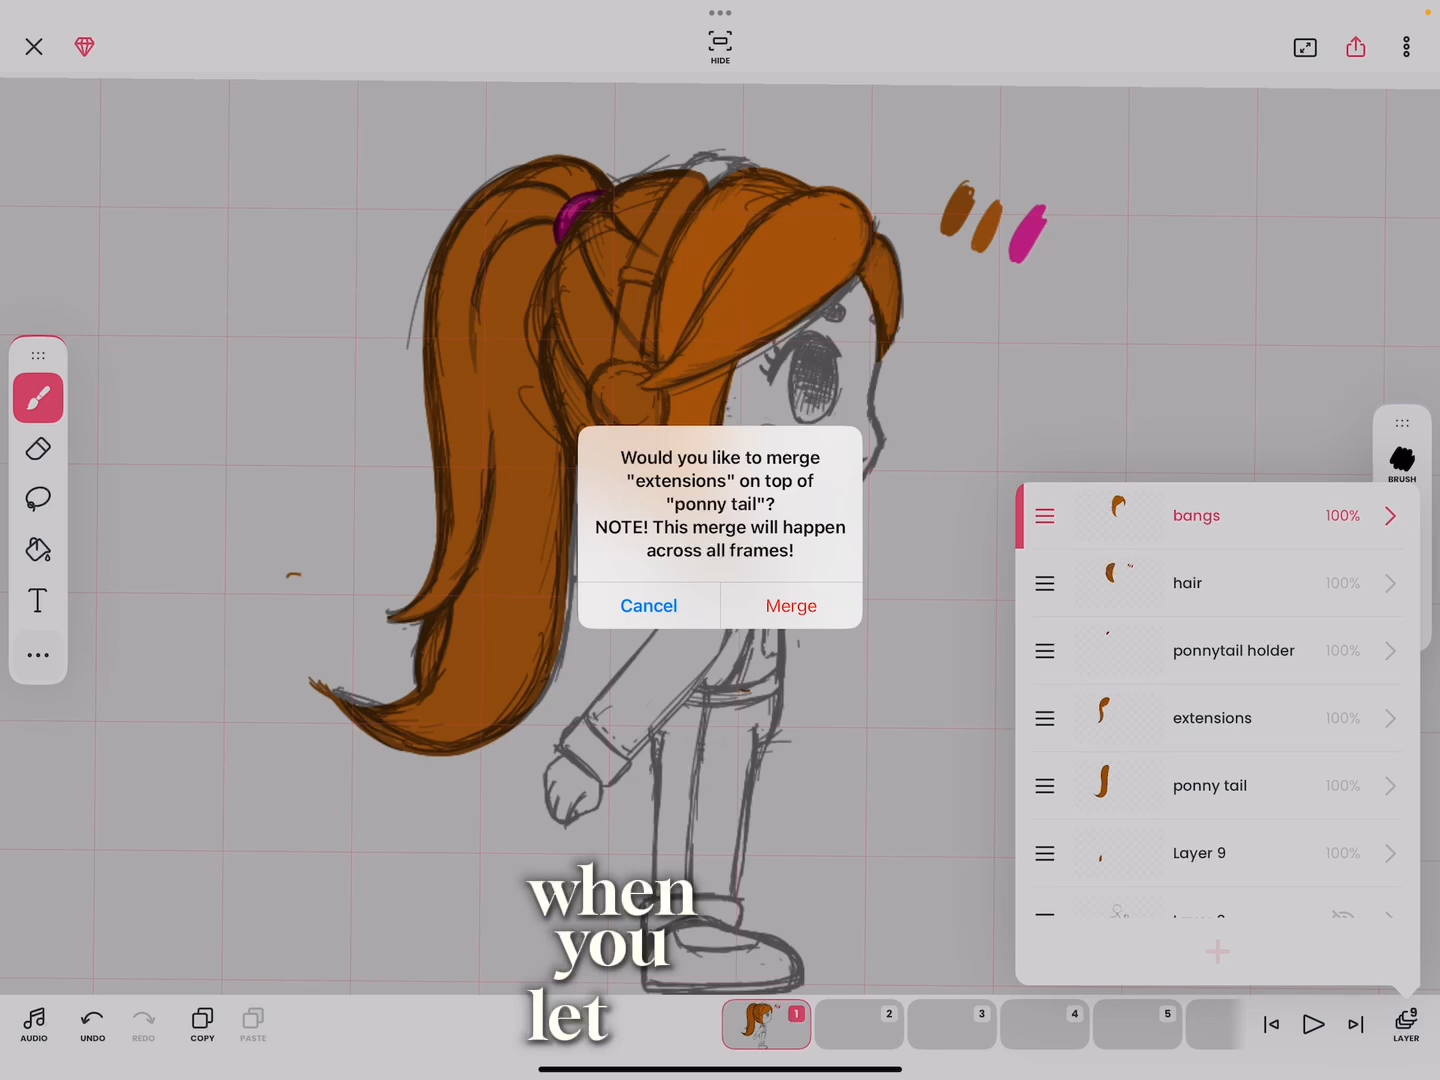 HIDE
Would you like to merge
"extensions" on top of
"ponny tail"?
NOTE! This merge will happen
across all frames!
Cancel
Merge
BRUSH
bangs 100%
hair 100%
ponnytail holder 100%
extensions 100%
ponny tail 100%
Layer 9 100%
when
you
let
AUDIO
UNDO
REDO
COPY
PASTE
1
2
3
4
5
9
LAYER